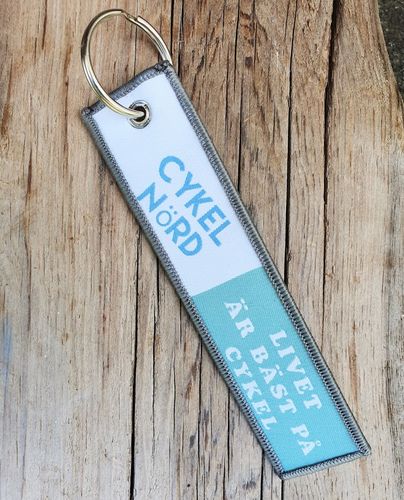 CYKEL
NÖRD
LIVET
ÄR BÄST PÅ
CYKEL